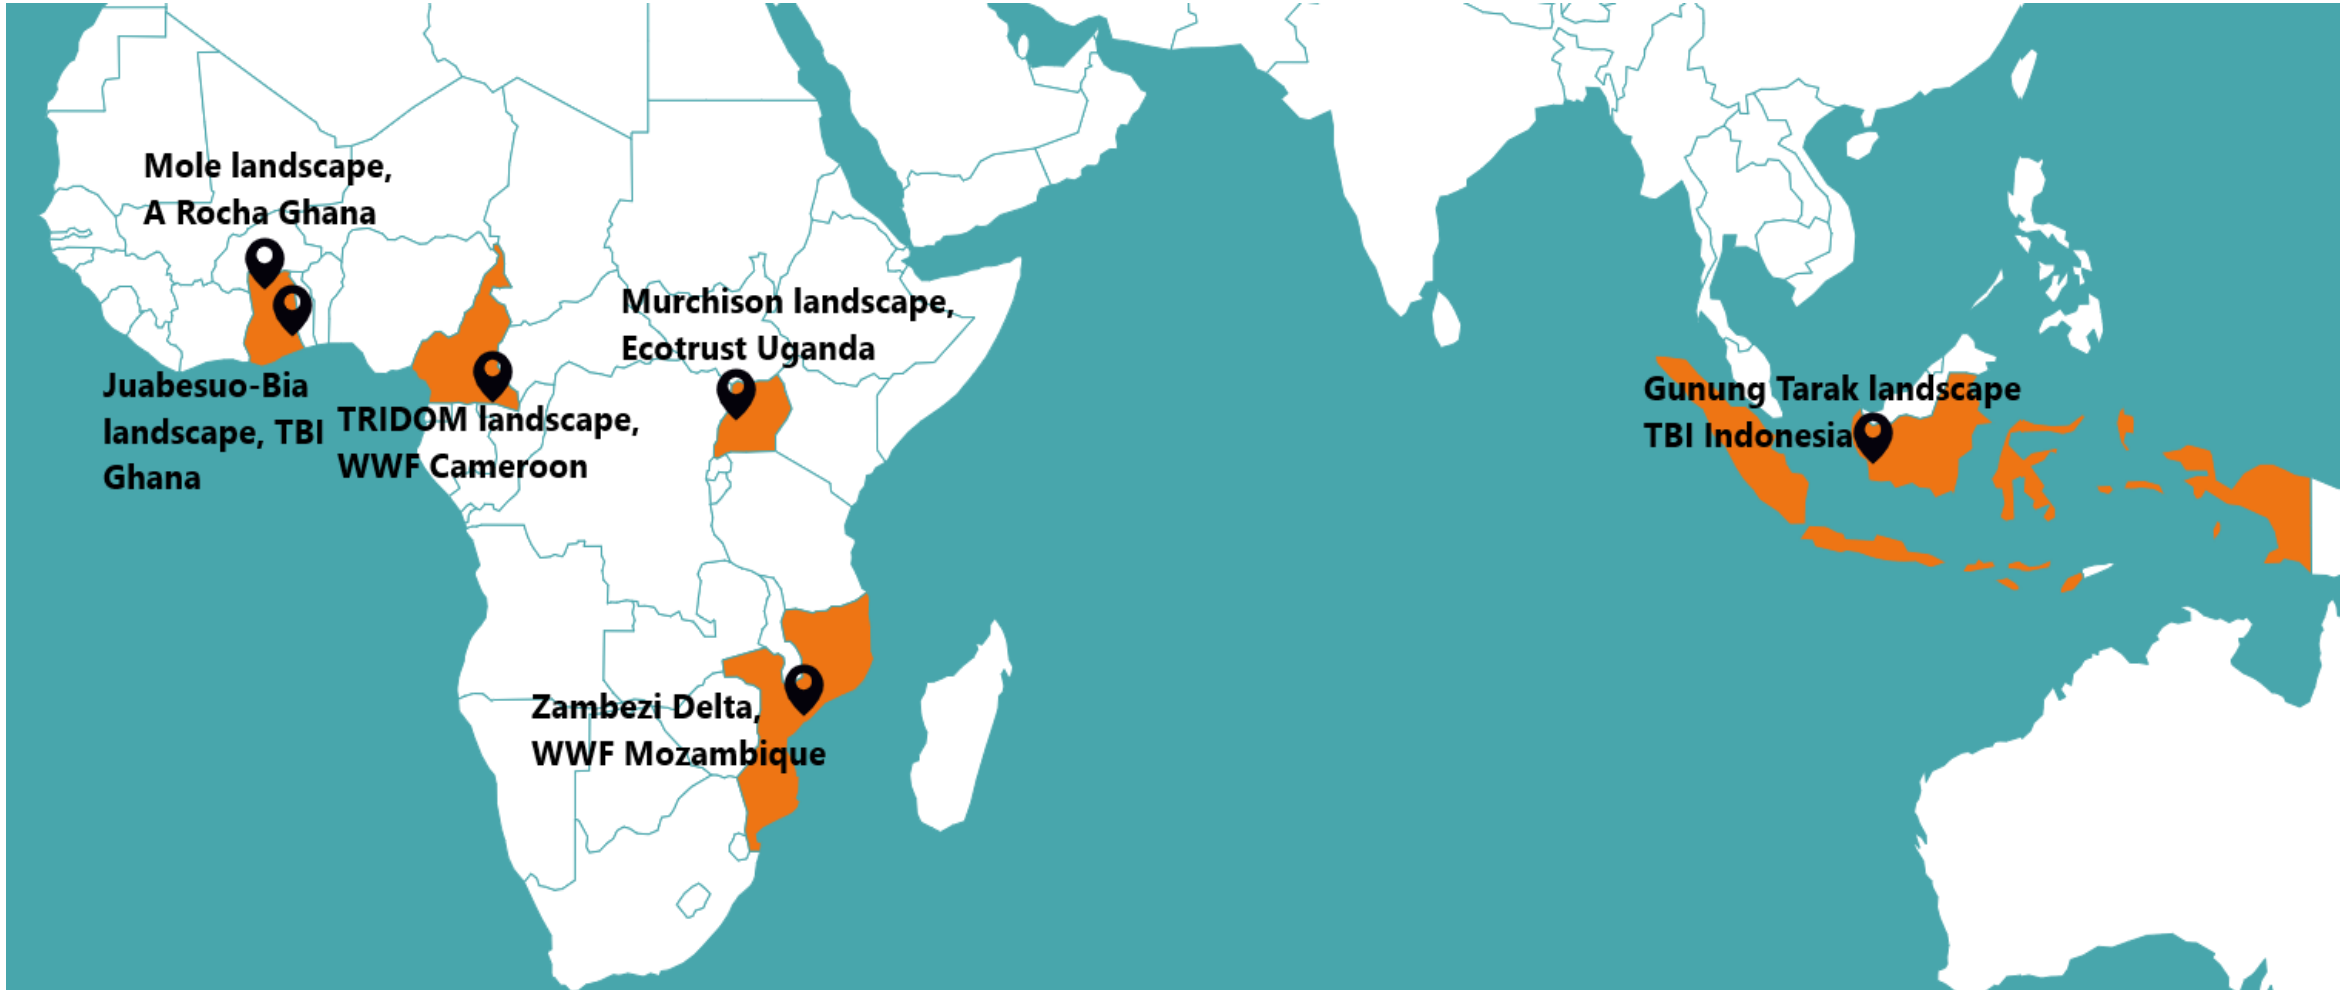 Mole landscape,
A Rocha Ghana
Juabesuo-Bia
landscape, TBI
Ghana
TRIDOM landscape,
WWF Cameroon
Murchison landscape,
Ecotrust Uganda
Zambezi Delta,
WWF Mozambique
Gunung Tarak landscape
TBI Indonesia